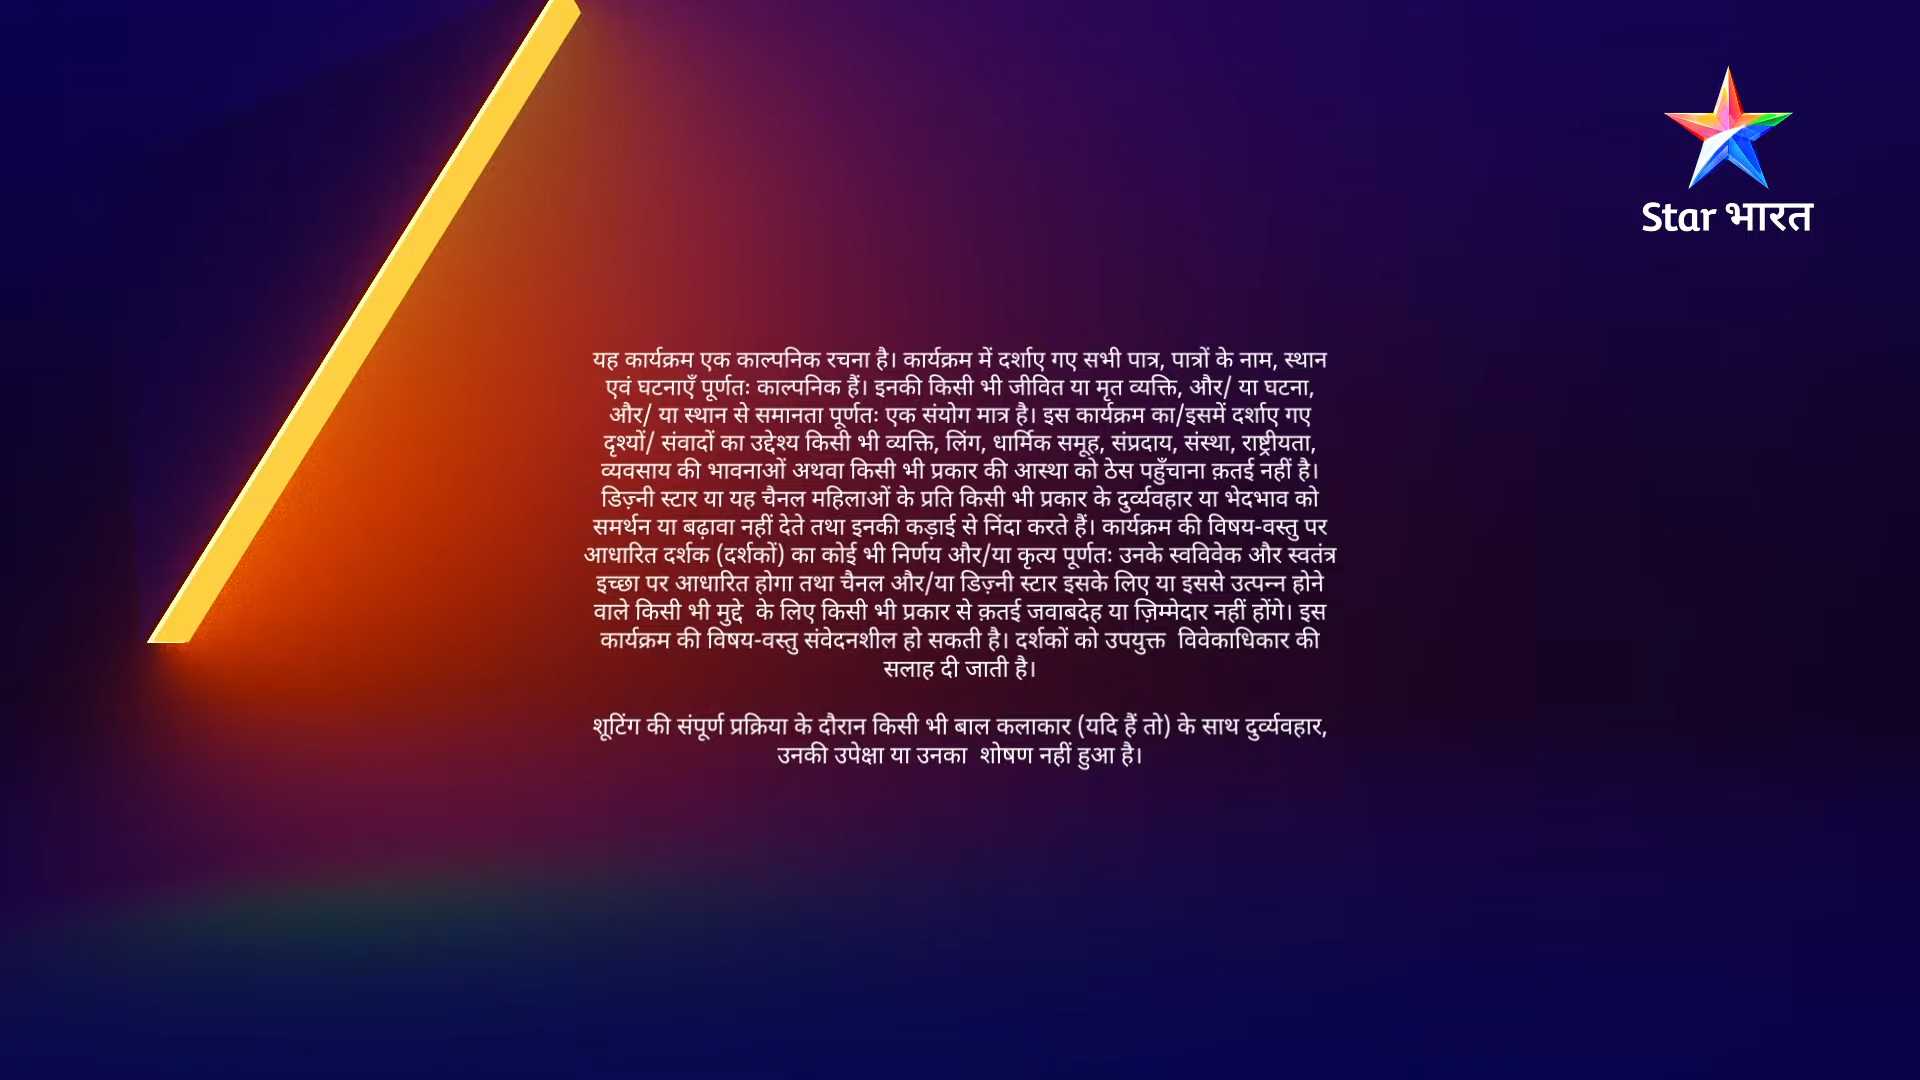 Star भारत
यह कार्यक्रम एक काल्पनिक रचना है। कार्यक्रम में दर्शाए गए सभी पात्र, पात्रों के नाम, स्थान
एवं घटनाएँ पूर्णतः काल्पनिक हैं। इनकी किसी भी जीवित या मृत व्यक्ति, और/ या घटना,
और/ या स्थान से समानता पूर्णतः एक संयोग मात्र है। इस कार्यक्रम का/इसमें दर्शाए गए
दृश्यों/ संवादों का उद्देश्य किसी भी व्यक्ति, लिंग, धार्मिक समूह, संप्रदाय, संस्था, राष्ट्रीयता,
व्यवसाय की भावनाओं अथवा किसी भी प्रकार की आस्था को ठेस पहुँचाना क़तई नहीं है।
डिज़्नी स्टार या यह चैनल महिलाओं के प्रति किसी भी प्रकार के दुर्व्यवहार या भेदभाव को
समर्थन या बढ़ावा नहीं देते तथा इनकी कड़ाई से निंदा करते हैं। कार्यक्रम की विषय-वस्तु पर
आधारित दर्शक (दर्शकों) का कोई भी निर्णय और/या कृत्य पूर्णतः उनके स्वविवेक और स्वतंत्र
इच्छा पर आधारित होगा तथा चैनल और/या डिज़्नी स्टार इसके लिए या इससे उत्पन्न होने
वाले किसी भी मुद्दे के लिए किसी भी प्रकार से क़तई जवाबदेह या ज़िम्मेदार नहीं होंगे। इस
कार्यक्रम की विषय-वस्तु संवेदनशील हो सकती है। दर्शकों को उपयुक्त विवेकाधिकार की
सलाह दी जाती है।
शूटिंग की संपूर्ण प्रक्रिया के दौरान किसी भी बाल कलाकार (यदि हैं तो) के साथ दुर्व्यवहार,
उनकी उपेक्षा या उनका शोषण नहीं हुआ है।